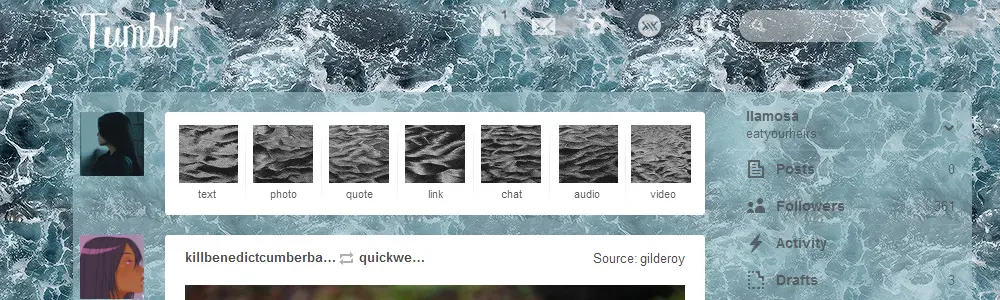 Tumblr
1
text photo quote link chat audio video
killbenedictcumberba... quickwe...
Source: gilderoy
llamosa
eatyourheirs
Posts 0
Followers 361
Activity
Drafts 3